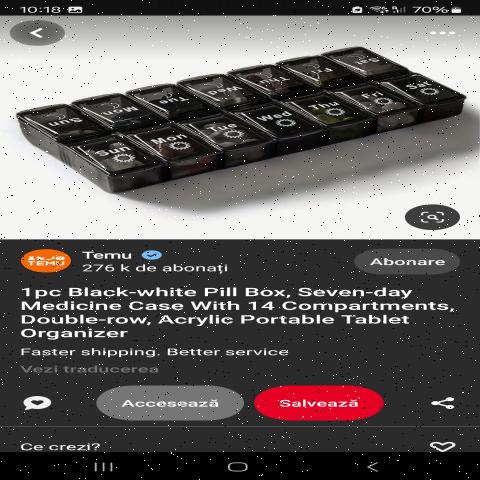 10:18 70%
Sun Mon Tue Wed Thu Fri Sat
Sun Mon Tue Wed Thu Fri Sat
TEMU
Temu
276 k de abonați
Abonare
1pc Black-white Pill Box, Seven-day
Medicine Case With 14 Compartments,
Double-row, Acrylic Portable Tablet
Organizer
Faster shipping. Better service
Vezi traducerea
Accesează Salvează
Ce crezi?